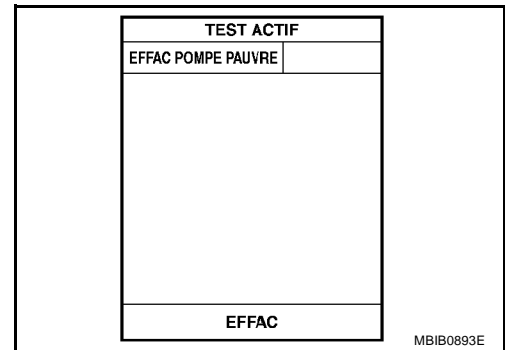 TEST ACTIF
EFFAC POMPE PAUVRE
EFFAC
MBIB0893E